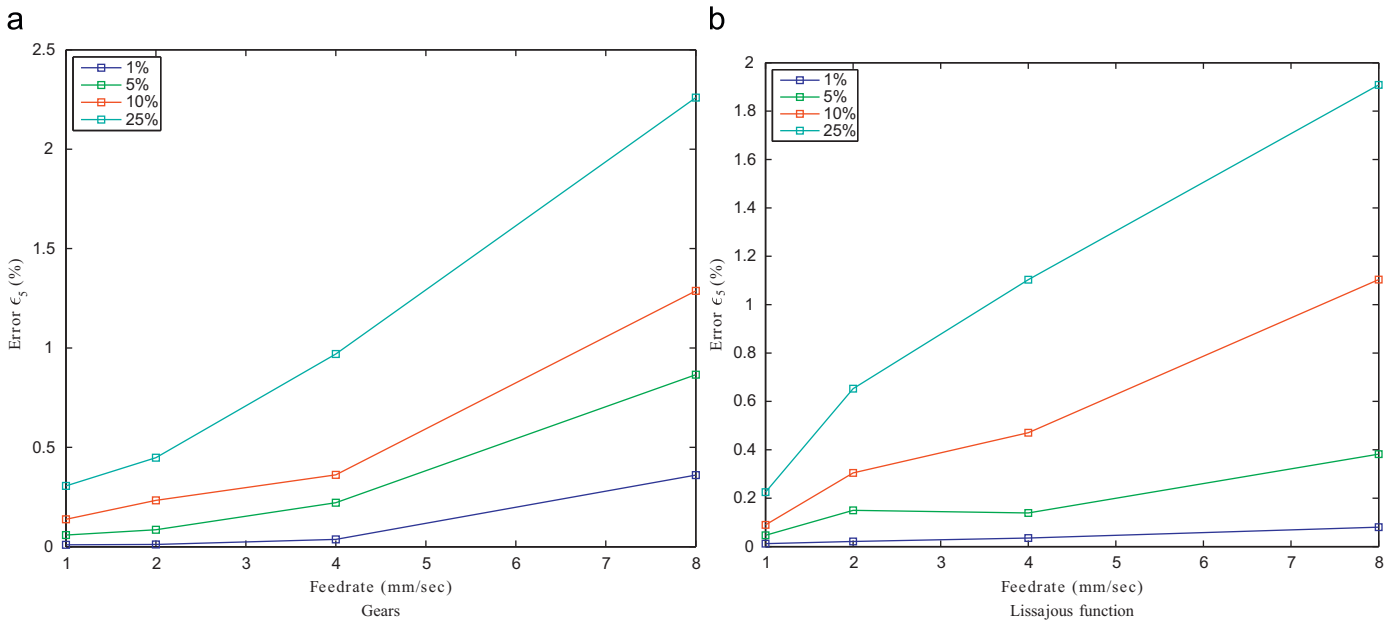 a
2.5
2
1.5
1
0.5
0
1%
5%
10%
25%
Error ϵ5 (%)
1 2 3 4 5 6 7 8
Feedrate (mm/sec)
Gears
b
2
1.8
1.6
1.4
1.2
1
0.8
0.6
0.4
0.2
0
1%
5%
10%
25%
Error ϵ5 (%)
1 2 3 4 5 6 7 8
Feedrate (mm/sec)
Lissajous function